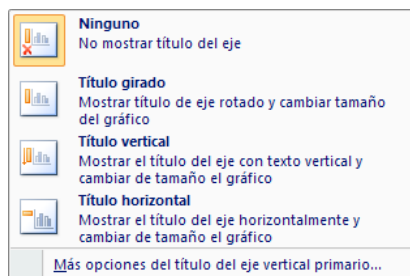 Ninguno
No mostrar título del eje
Título girado
Mostrar título de eje rotado y cambiar tamaño
del gráfico
Título vertical
Mostrar el título del eje con texto vertical y
cambiar de tamaño el gráfico
Título horizontal
Mostrar el título del eje horizontalmente y
cambiar de tamaño el gráfico
Más opciones del título del eje vertical primario...